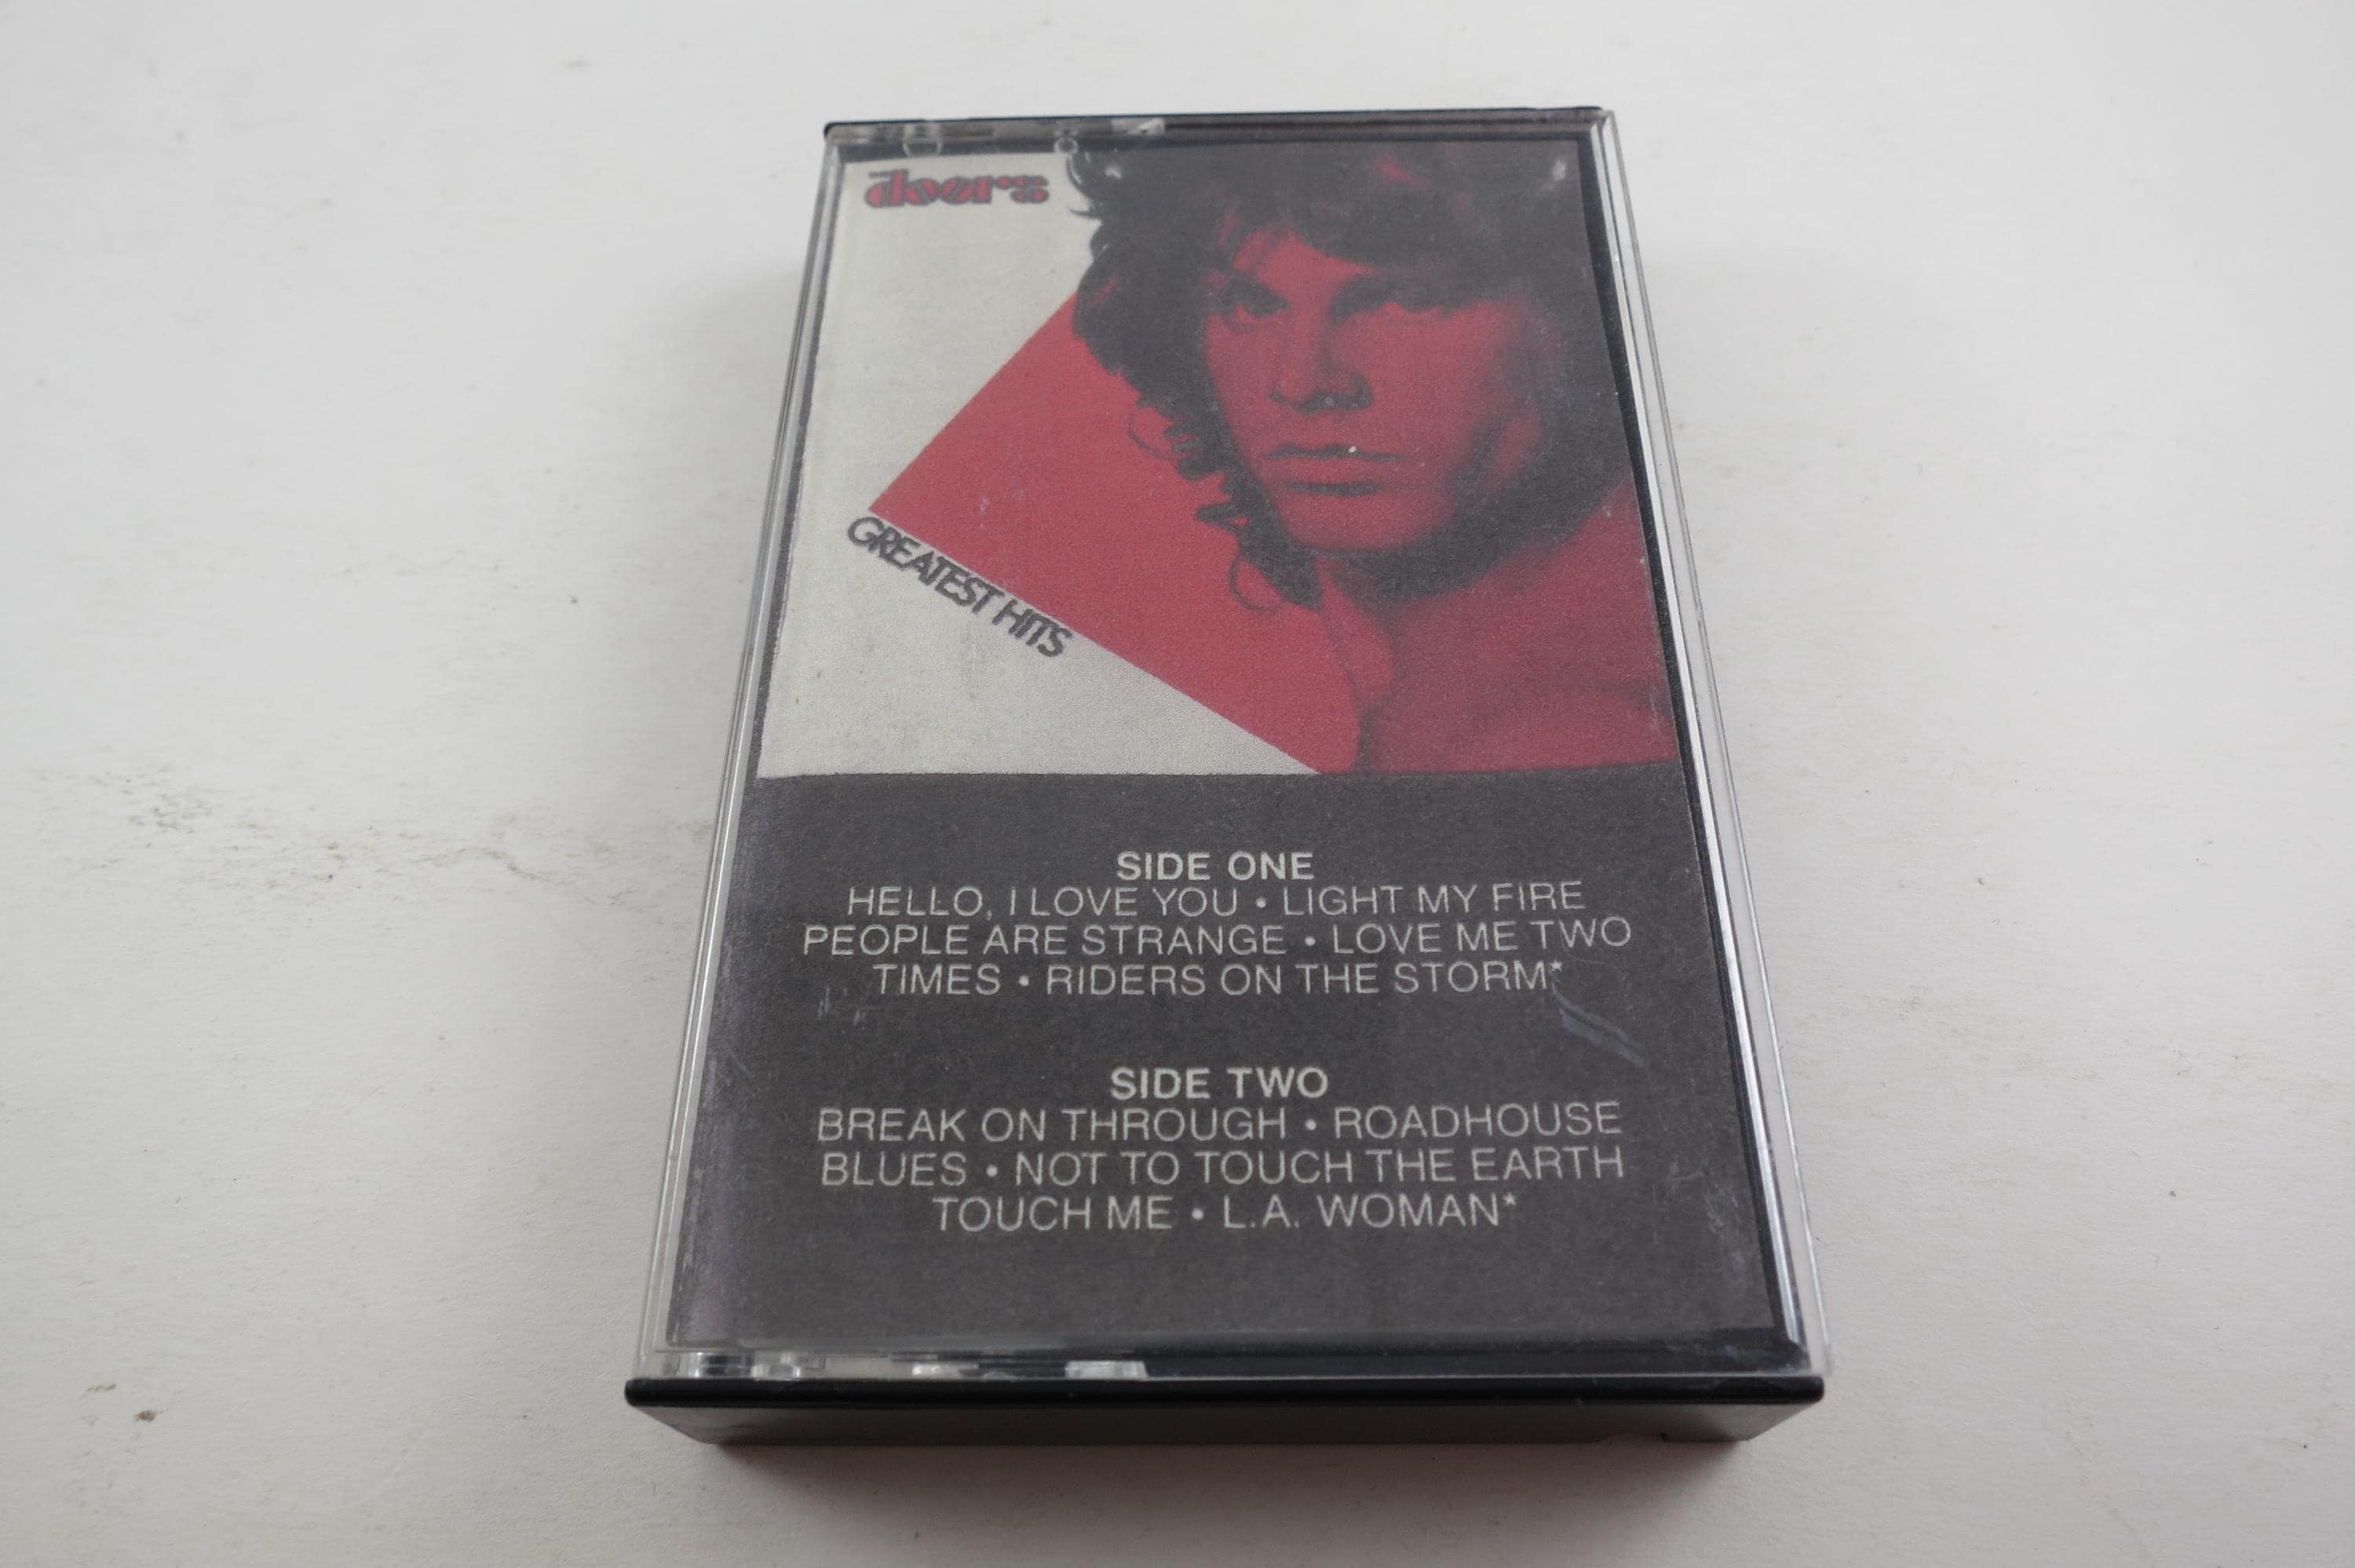 doors
GREATEST HITS
SIDE ONE
HELLO, I LOVE YOU • LIGHT MY FIRE
PEOPLE ARE STRANGE • LOVE ME TWO
TIMES • RIDERS ON THE STORM*
SIDE TWO
BREAK ON THROUGH • ROADHOUSE
BLUES • NOT TO TOUCH THE EARTH
TOUCH ME • L.A. WOMAN*